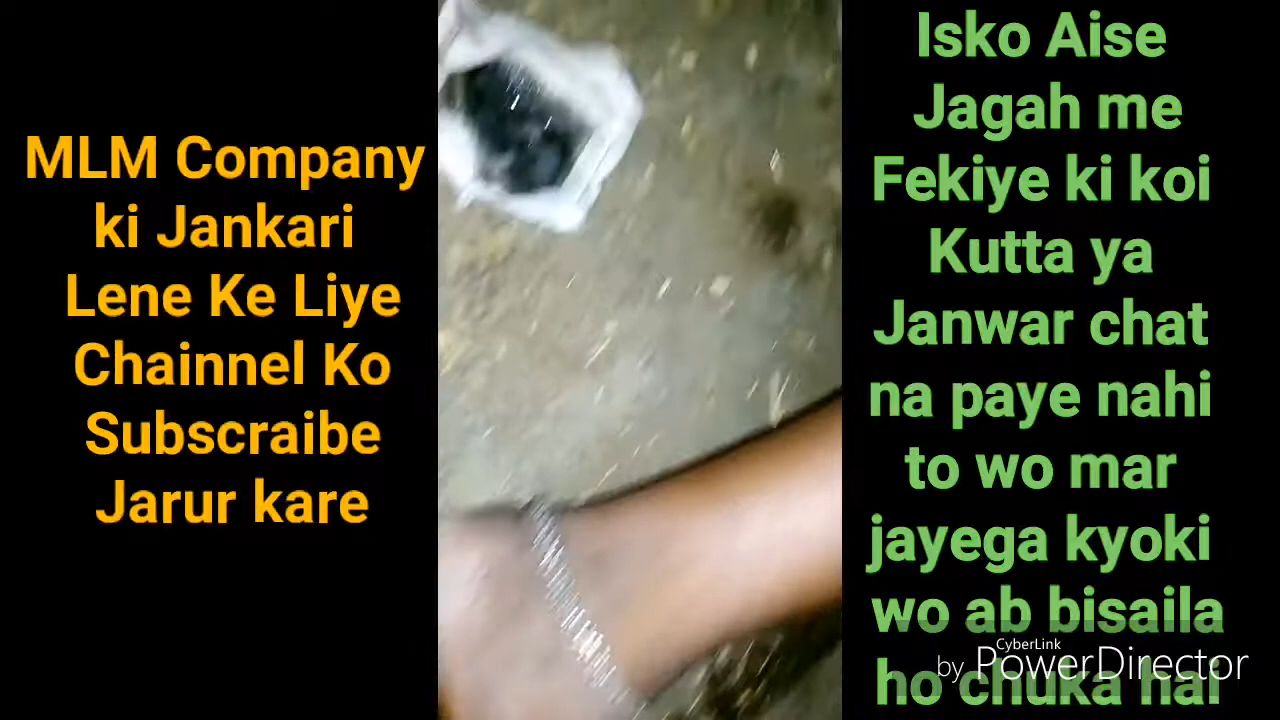 MLM Company
ki Jankari
Lene Ke Liye
Chainnel Ko
Subscraibe
Jarur kare
Isko Aise
Jagah me
Fekiye ki koi
Kutta ya
Janwar chat
na paye nahi
to wo mar
jayega kyoki
wo ab bisaila
ho chuka hai
CyberLink
by PowerDirector